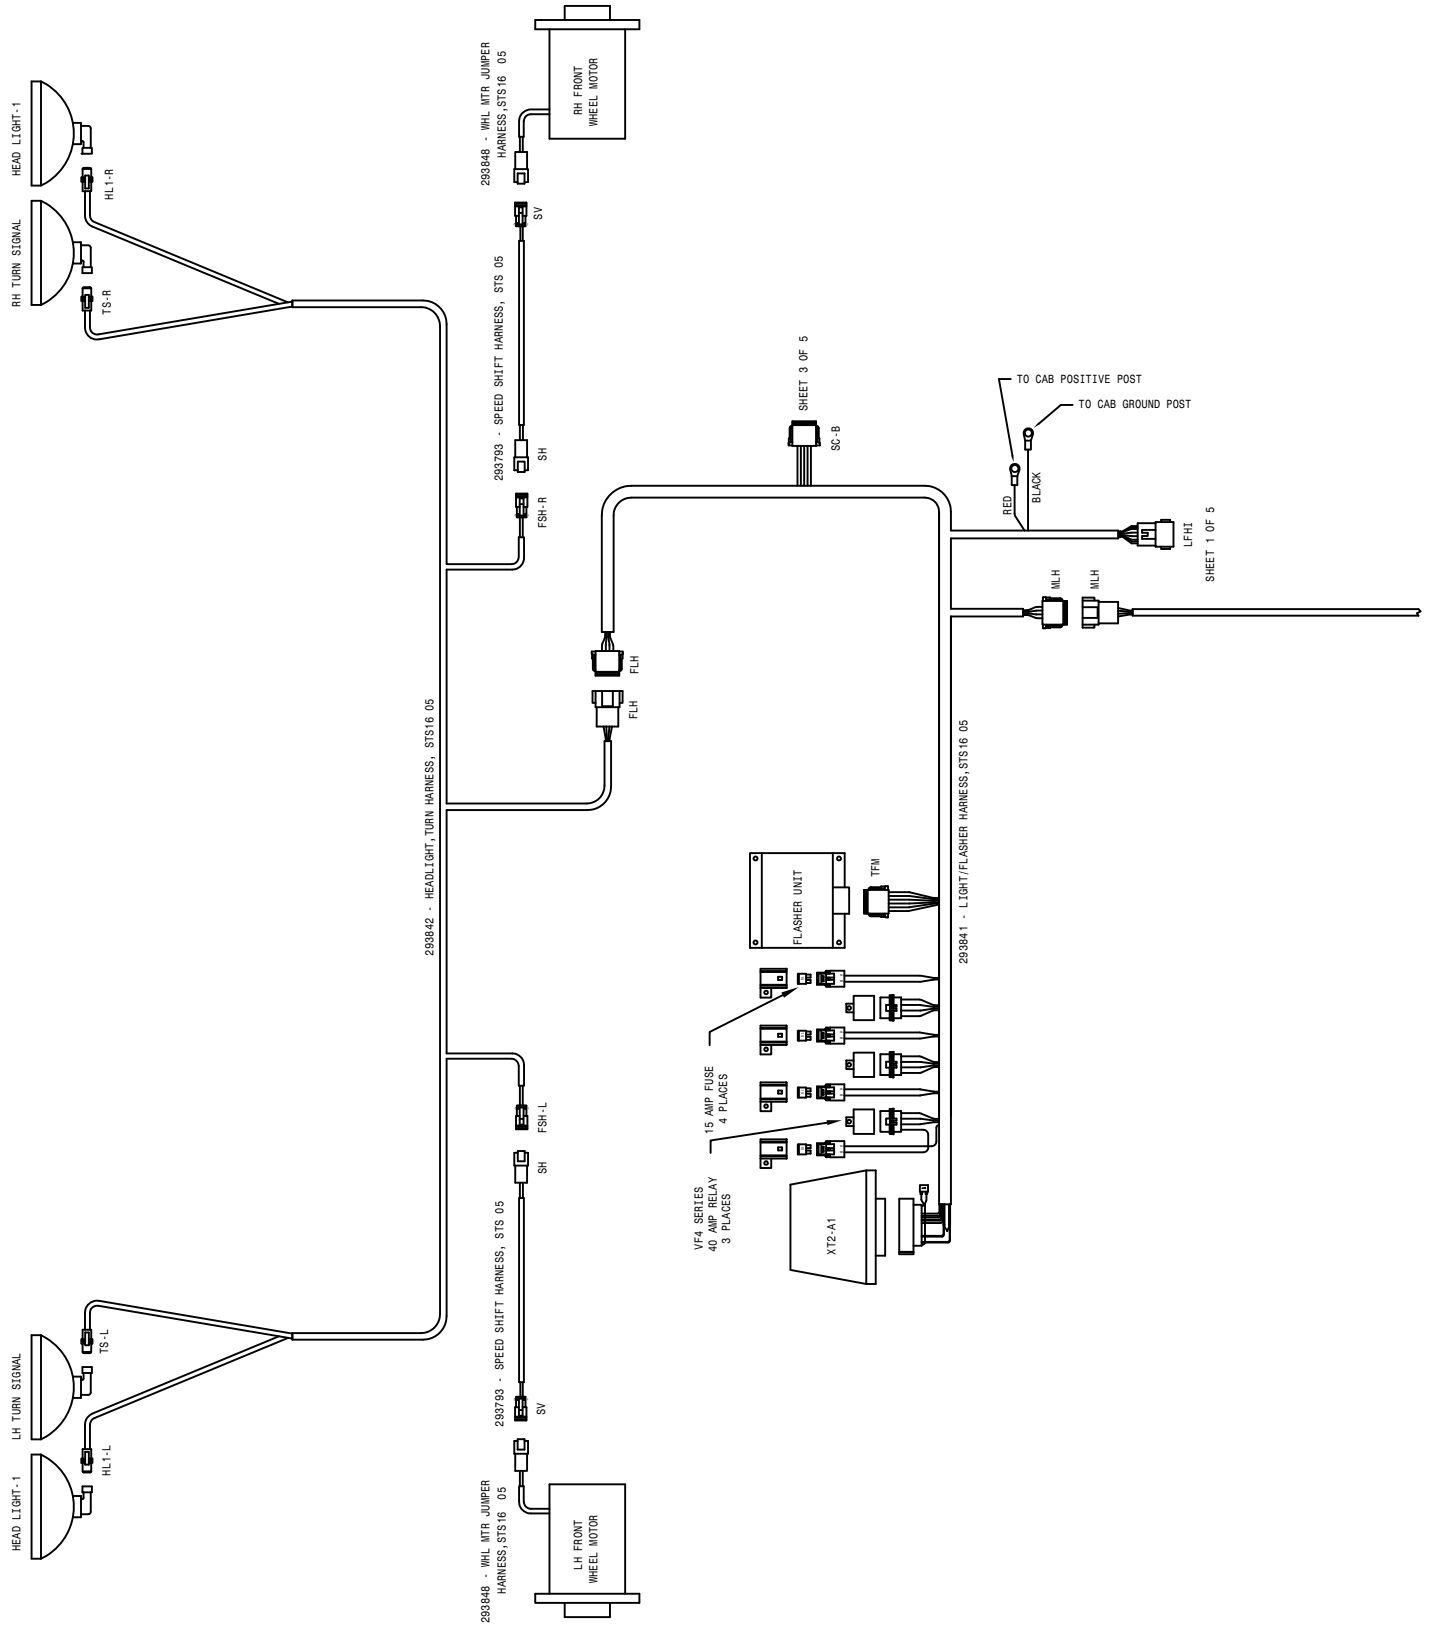 HEAD LIGHT-1
LH TURN SIGNAL
RH TURN SIGNAL
HEAD LIGHT-1
HL1-L
TS-L
TS-R
HL1-R
293842 - HEADLIGHT,TURN HARNESS, STS16 05
293848 - WHL MTR JUMPER
HARNESS,STS16 05
293793 - SPEED SHIFT HARNESS, STS 05
293793 - SPEED SHIFT HARNESS, STS 05
293848 - WHL MTR JUMPER
HARNESS,STS16 05
SV
SH
FSH-L
FSH-R
SH
SV
LH FRONT
WHEEL MOTOR
RH FRONT
WHEEL MOTOR
FLH
FLH
VF4 SERIES
40 AMP RELAY
3 PLACES
15 AMP FUSE
4 PLACES
FLASHER UNIT
XT2-A1
TFM
SHEET 3 OF 5
SC-B
293841 - LIGHT/FLASHER HARNESS,STS16 05
TO CAB POSITIVE POST
TO CAB GROUND POST
RED
BLACK
MLH
MLH
LFHI
SHEET 1 OF 5